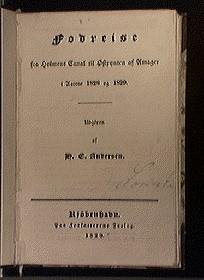 Fodreise
fra Holmens Canal til Østpynten af Amager
i Aarene 1828 og 1829.
Udgiven
af
H. C. Andersen.
Kjøbenhavn.
Paa Forfatterens Forlag.
1829.